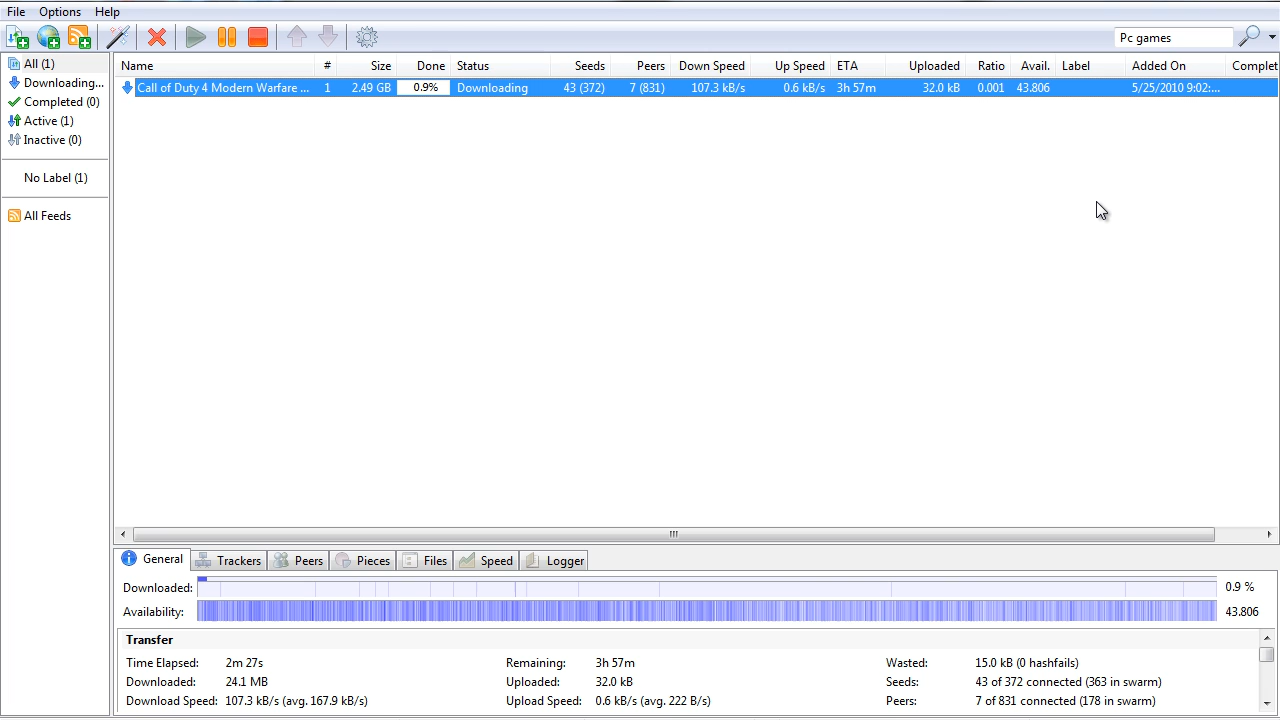 File Options Help
Pc games
All (1)
Downloading...
Completed (0)
Active (1)
Inactive (0)
No Label (1)
All Feeds
Name # Size Done Status Seeds Peers Down Speed Up Speed ETA Uploaded Ratio Avail. Label Added On Complet
Call of Duty 4 Modern Warfare ... 1 2.49 GB 0.9% Downloading 43 (372) 7 (831) 107.3 kB/s 0.6 kB/s 3h 57m 32.0 kB 0.001 43.806 5/25/2010 9:02:...
General Trackers Peers Pieces Files Speed Logger
Downloaded: 0.9 %
Availability: 43.806
Transfer
Time Elapsed: 2m 27s Remaining: 3h 57m Wasted: 15.0 kB (0 hashfails)
Downloaded: 24.1 MB Uploaded: 32.0 kB Seeds: 43 of 372 connected (363 in swarm)
Download Speed: 107.3 kB/s (avg. 167.9 kB/s) Upload Speed: 0.6 kB/s (avg. 222 B/s) Peers: 7 of 831 connected (178 in swarm)